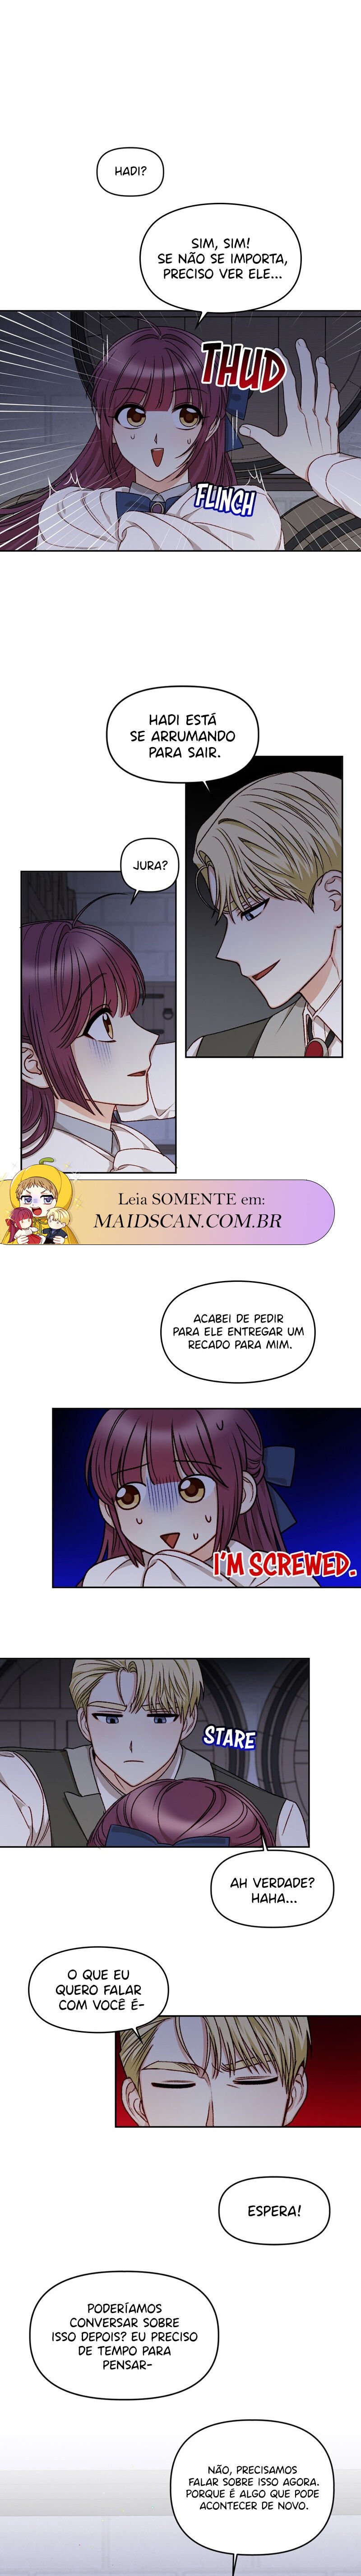 HADI?
SIM, SIM!
SE NÃO SE IMPORTA,
PRECISO VER ELE...
THUD
FLINCH
HADI ESTÁ
SE ARRUMANDO
PARA SAIR.
JURA?
Leia SOMENTE em:
MAIDSCAN.COM.BR
ACABEI DE PEDIR
PARA ELE ENTREGAR UM
RECADO PARA MIM.
I'M SCREWED.
STARE
AH VERDADE?
HAHA...
O QUE EU
QUERO FALAR
COM VOCÊ É-
ESPERA!
PODERÍAMOS
CONVERSAR SOBRE
ISSO DEPOIS? EU PRECISO
DE TEMPO PARA
PENSAR-
NÃO, PRECISAMOS
FALAR SOBRE ISSO AGORA.
PORQUE É ALGO QUE PODE
ACONTECER DE NOVO.